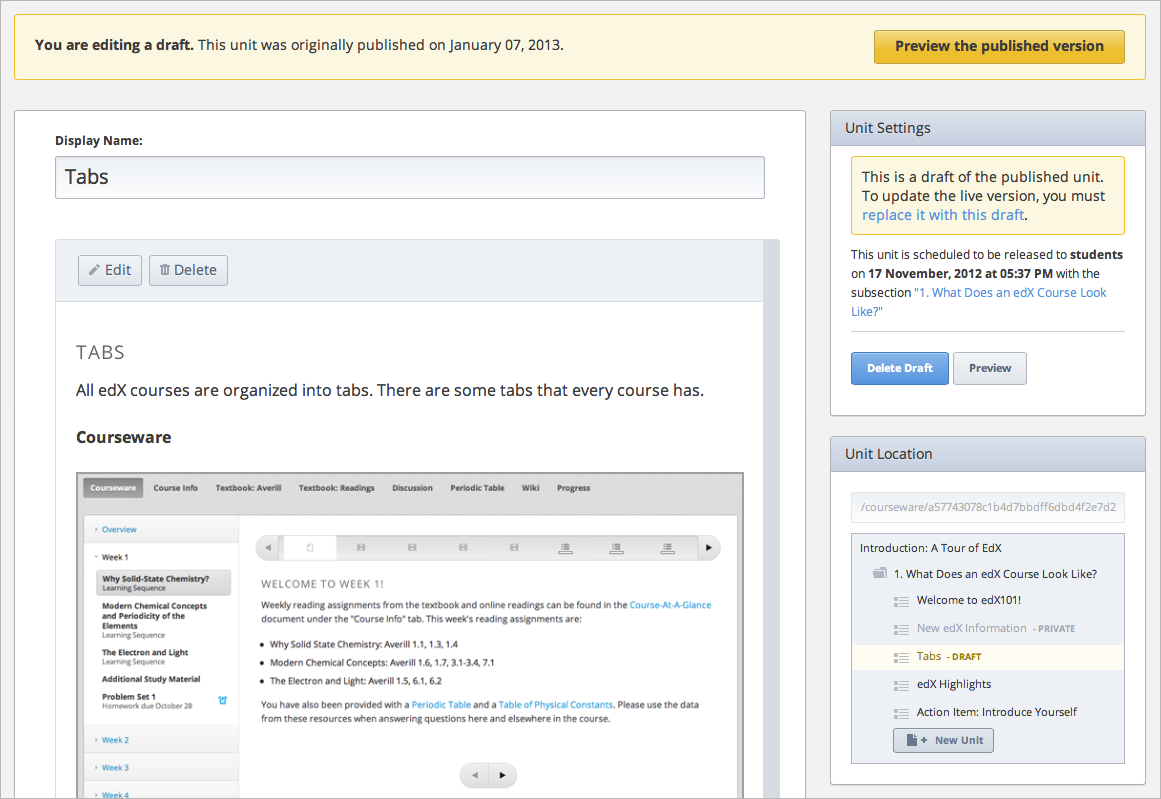 You are editing a draft. This unit was originally published on January 07, 2013.
Preview the published version
Display Name:
Tabs
Edit
Delete
TABS
All edX courses are organized into tabs. There are some tabs that every course has.
Courseware
Courseware
Course Info
Textbook: Averill
Textbook: Readings
Discussion
Periodic Table
Wiki
Progress
Overview
Week 1
Why Solid-State Chemistry?
Learning Sequence
Modern Chemical Concepts
and Periodicity of the
Elements
Learning Sequence
The Electron and Light
Learning Sequence
Additional Study Material
Problem Set 1
Homework due October 28
Week 2
Week 3
Week 4
WELCOME TO WEEK 1!
Weekly reading assignments from the textbook and online readings can be found in the Course-At-A-Glance
document under the "Course Info" tab. This week's reading assignments are:
Why Solid State Chemistry: Averill 1.1, 1.3, 1.4
Modern Chemical Concepts: Averill 1.6, 1.7, 3.1-3.4, 7.1
The Electron and Light: Averill 1.5, 6.1, 6.2
You have also been provided with a Periodic Table and a Table of Physical Constants. Please use the data
from these resources when answering questions here and elsewhere in the course.
Unit Settings
This is a draft of the published unit.
To update the live version, you must
replace it with this draft.
This unit is scheduled to be released to students
on 17 November, 2012 at 05:37 PM with the
subsection "1. What Does an edX Course Look
Like?"
Delete Draft
Preview
Unit Location
/courseware/a57743078c1b4d7bbdff6dbd4f2e7d2
Introduction: A Tour of EdX
1. What Does an edX Course Look Like?
Welcome to edX101!
New edX Information - PRIVATE
Tabs - DRAFT
edX Highlights
Action Item: Introduce Yourself
+ New Unit